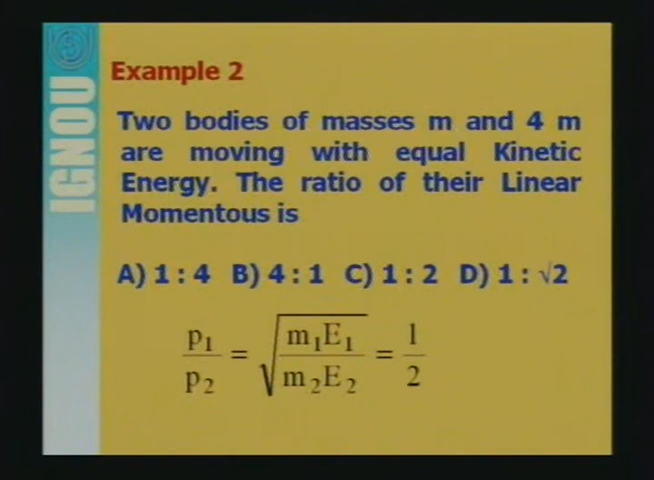 IGNOU
Example 2
Two bodies of masses m and 4 m
are moving with equal Kinetic
Energy. The ratio of their Linear
Momentous is
A) 1 : 4 B) 4 : 1 C) 1 : 2 D) 1 : √2
p₁/p₂ = √(m₁E₁/m₂E₂) = 1/2